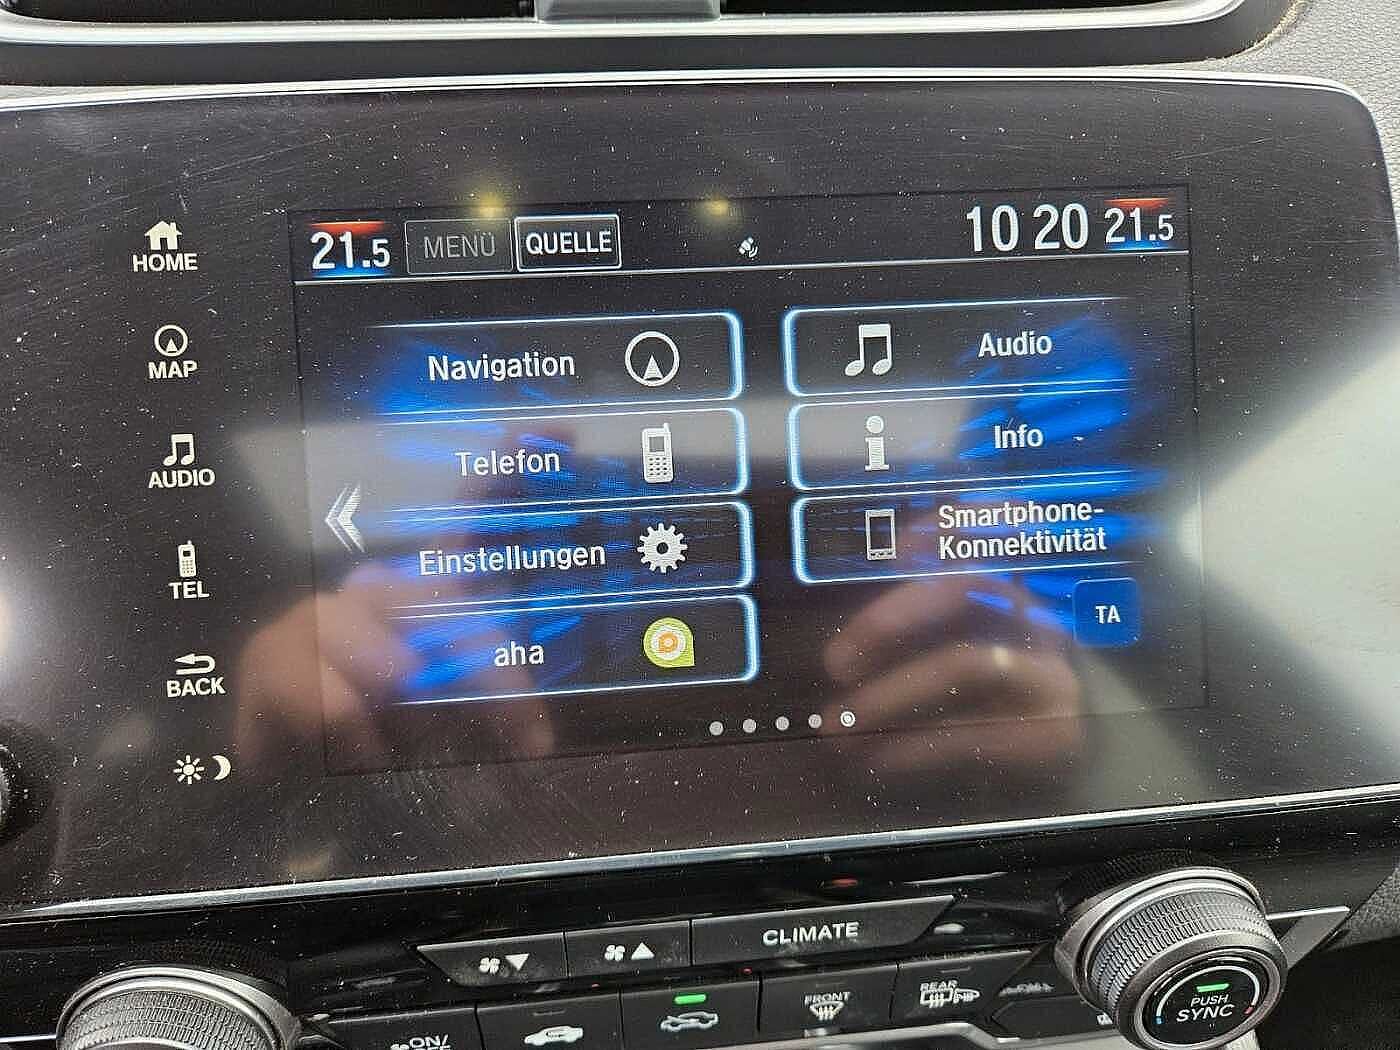 HOME
MAP
AUDIO
TEL
BACK
21.5 MENÜ QUELLE 10 20 21.5
Navigation
Audio
Telefon
Info
Einstellungen
Smartphone-
Konnektivität
aha
TA
CLIMATE
ON/
FRONT
REAR
PUSH
SYNC